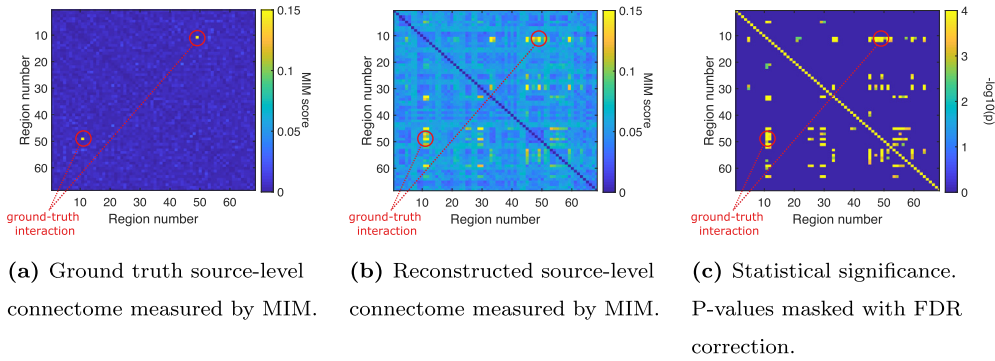 10
20
30
40
50
60
10 20 30 40 50 60
Region number
Region number
0.15
0.1
0.05
0
MIM score
ground-truth
interaction
10
20
30
40
50
60
10 20 30 40 50 60
Region number
Region number
0.15
0.1
0.05
0
MIM score
ground-truth
interaction
10
20
30
40
50
60
10 20 30 40 50 60
Region number
Region number
4
3
2
1
0
-log10(p)
ground-truth
interaction
(a) Ground truth source-level
connectome measured by MIM.
(b) Reconstructed source-level
connectome measured by MIM.
(c) Statistical significance.
P-values masked with FDR
correction.